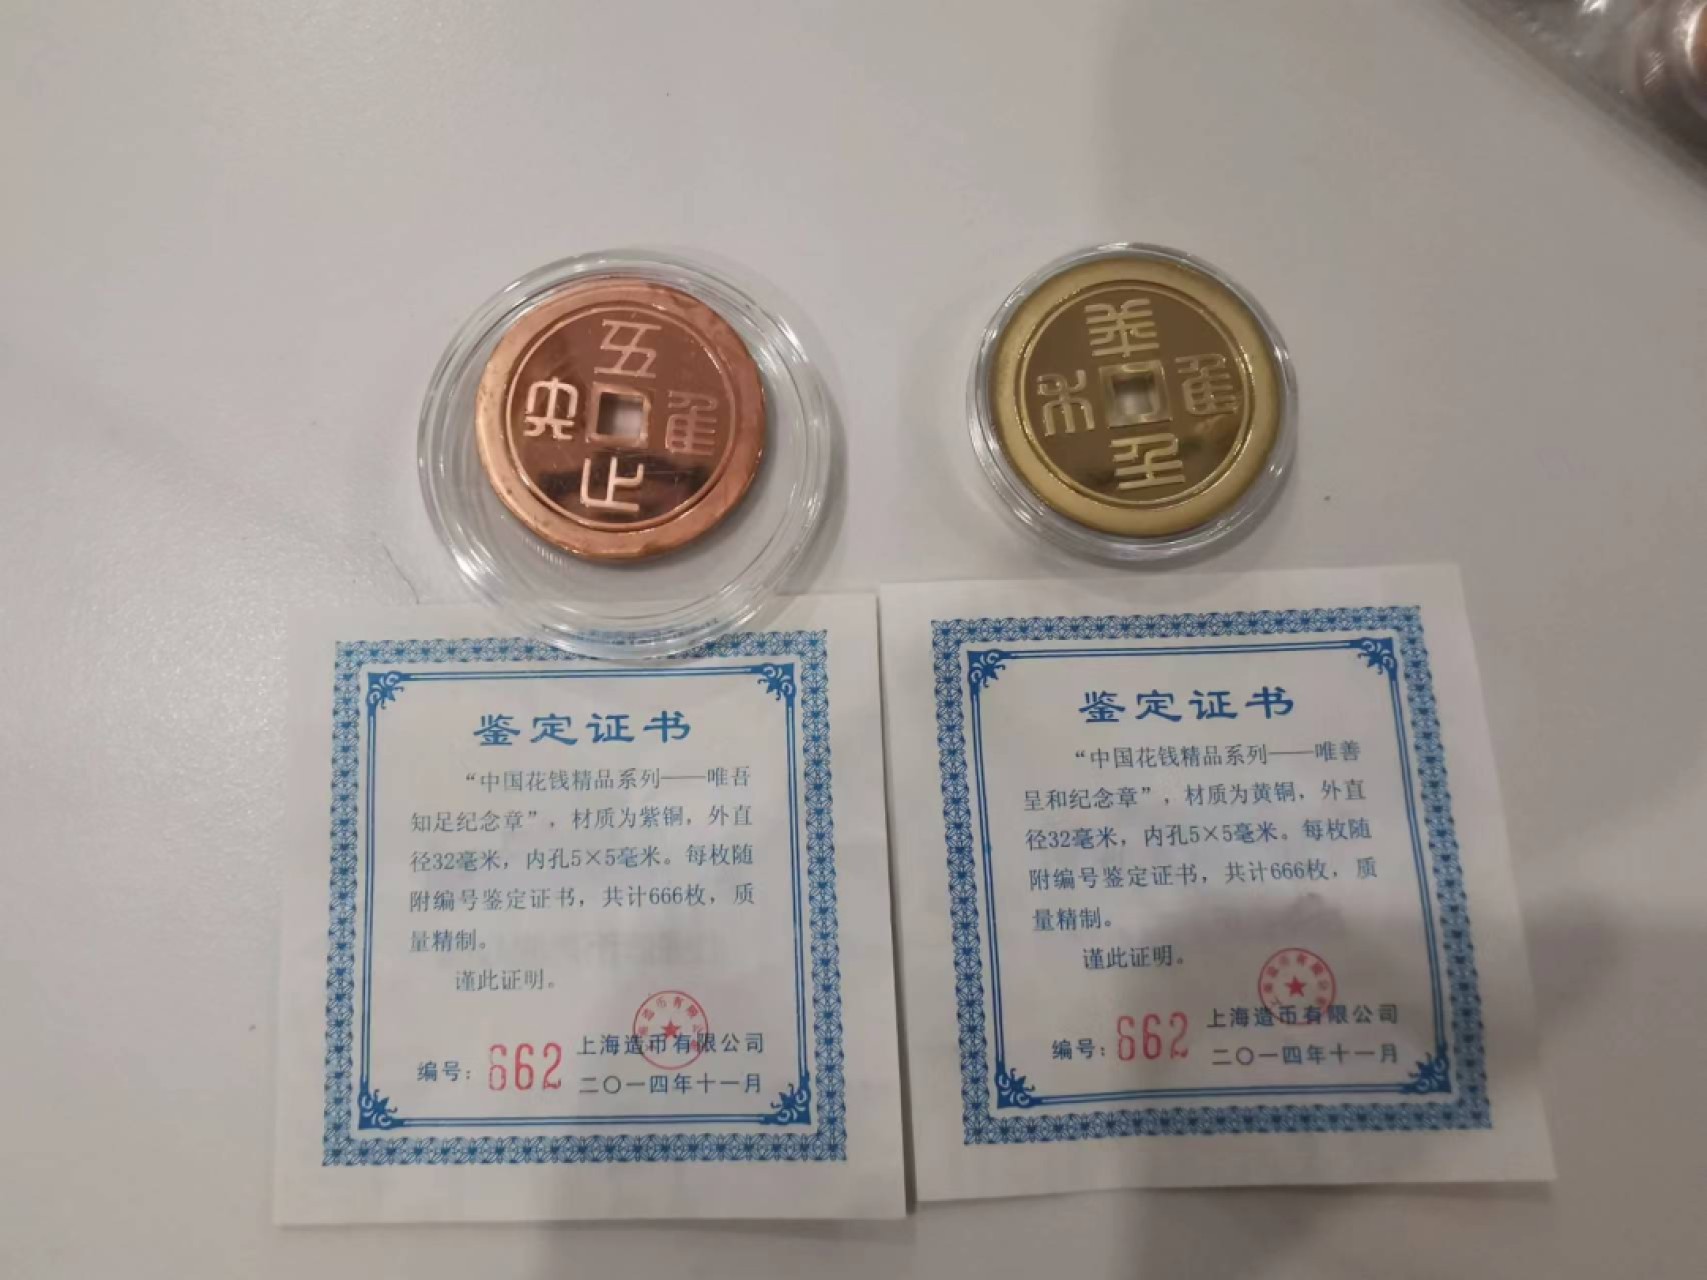 五
隹
止
矢
羊
隹
王
禾
鉴定证书
“中国花钱精品系列——唯吾
知足纪念章”，材质为紫铜，外直
径32毫米，内孔5×5毫米。每枚随
附编号鉴定证书，共计666枚，质
量精制。
谨此证明。
上海造币有限公司
编号：662
二〇一四年十一月
鉴定证书
“中国花钱精品系列——唯善
呈和纪念章”，材质为黄铜，外直
径32毫米，内孔5×5毫米。每枚随
附编号鉴定证书，共计666枚，质
量精制。
谨此证明。
上海造币有限公司
编号：662
二〇一四年十一月